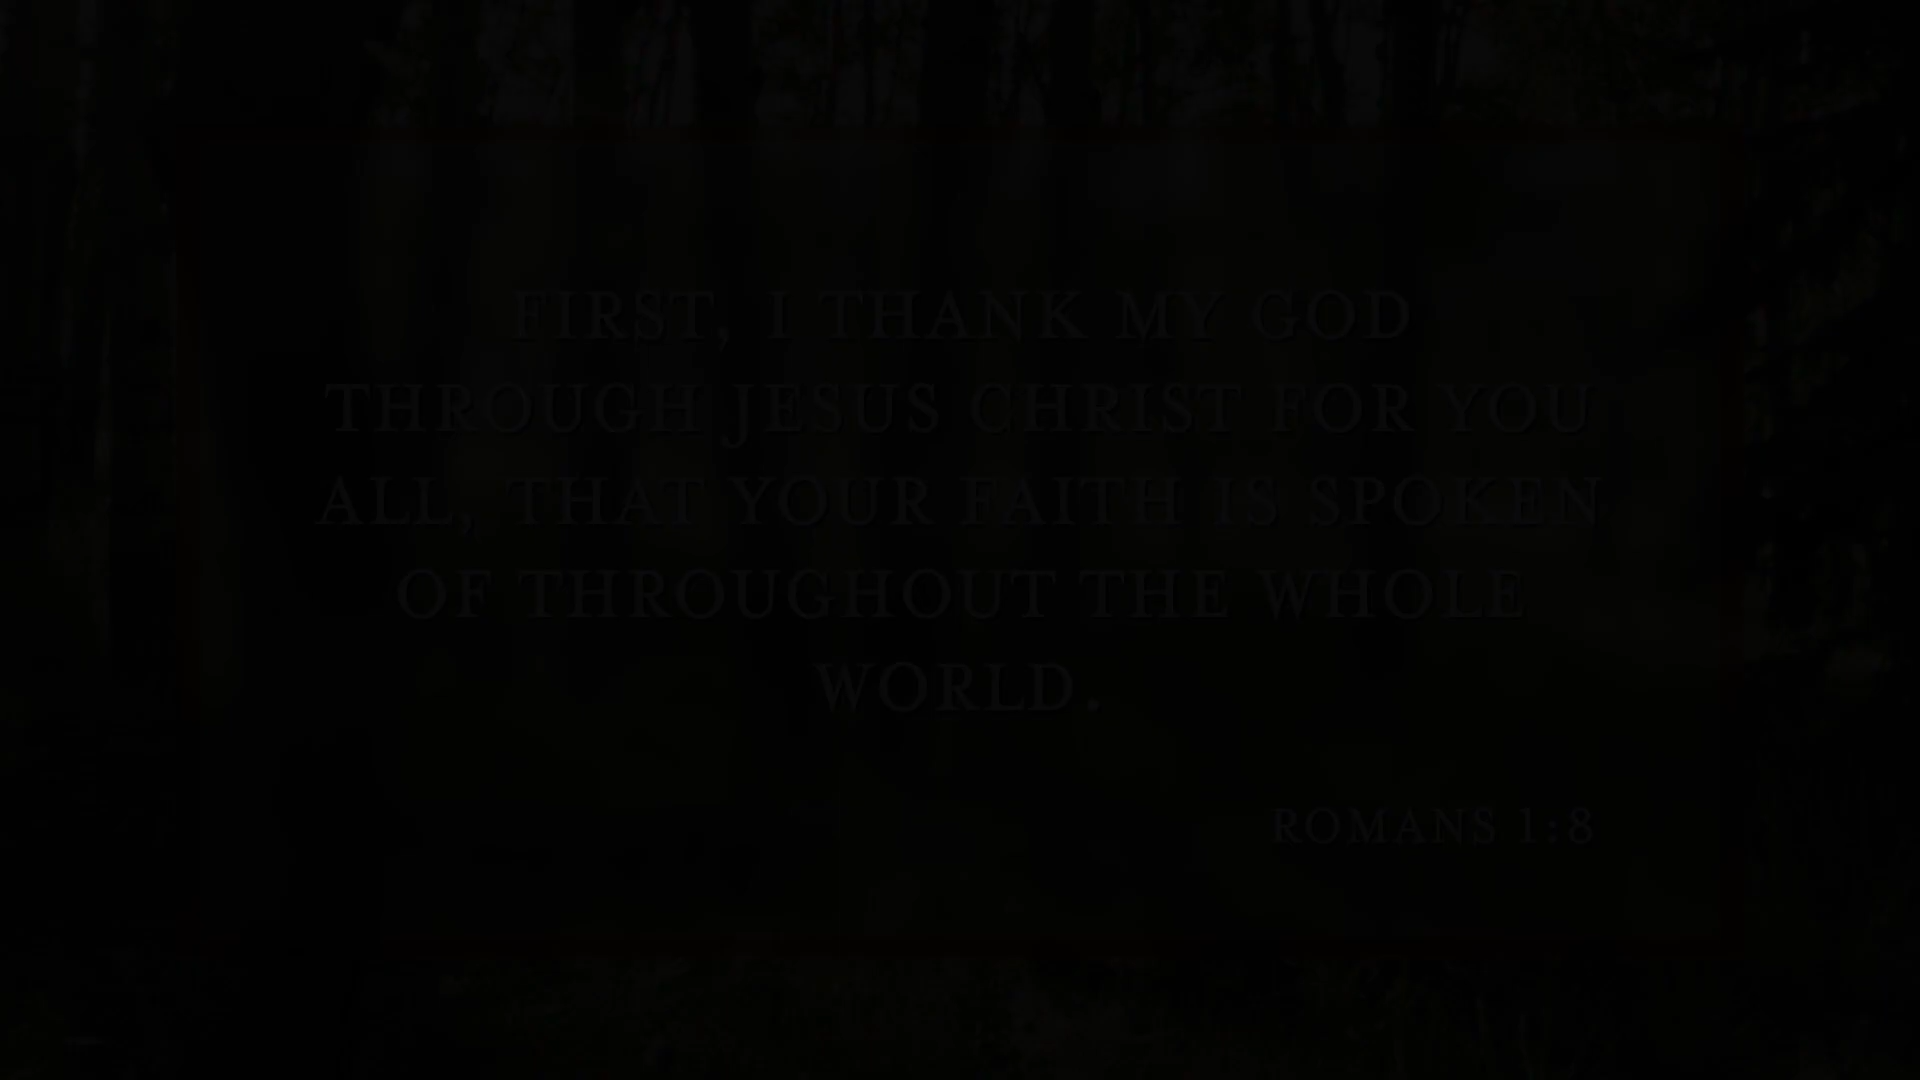 FIRST, I THANK MY GOD
THROUGH JESUS CHRIST FOR YOU
ALL, THAT YOUR FAITH IS SPOKEN
OF THROUGHOUT THE WHOLE
WORLD.
ROMANS 1:8